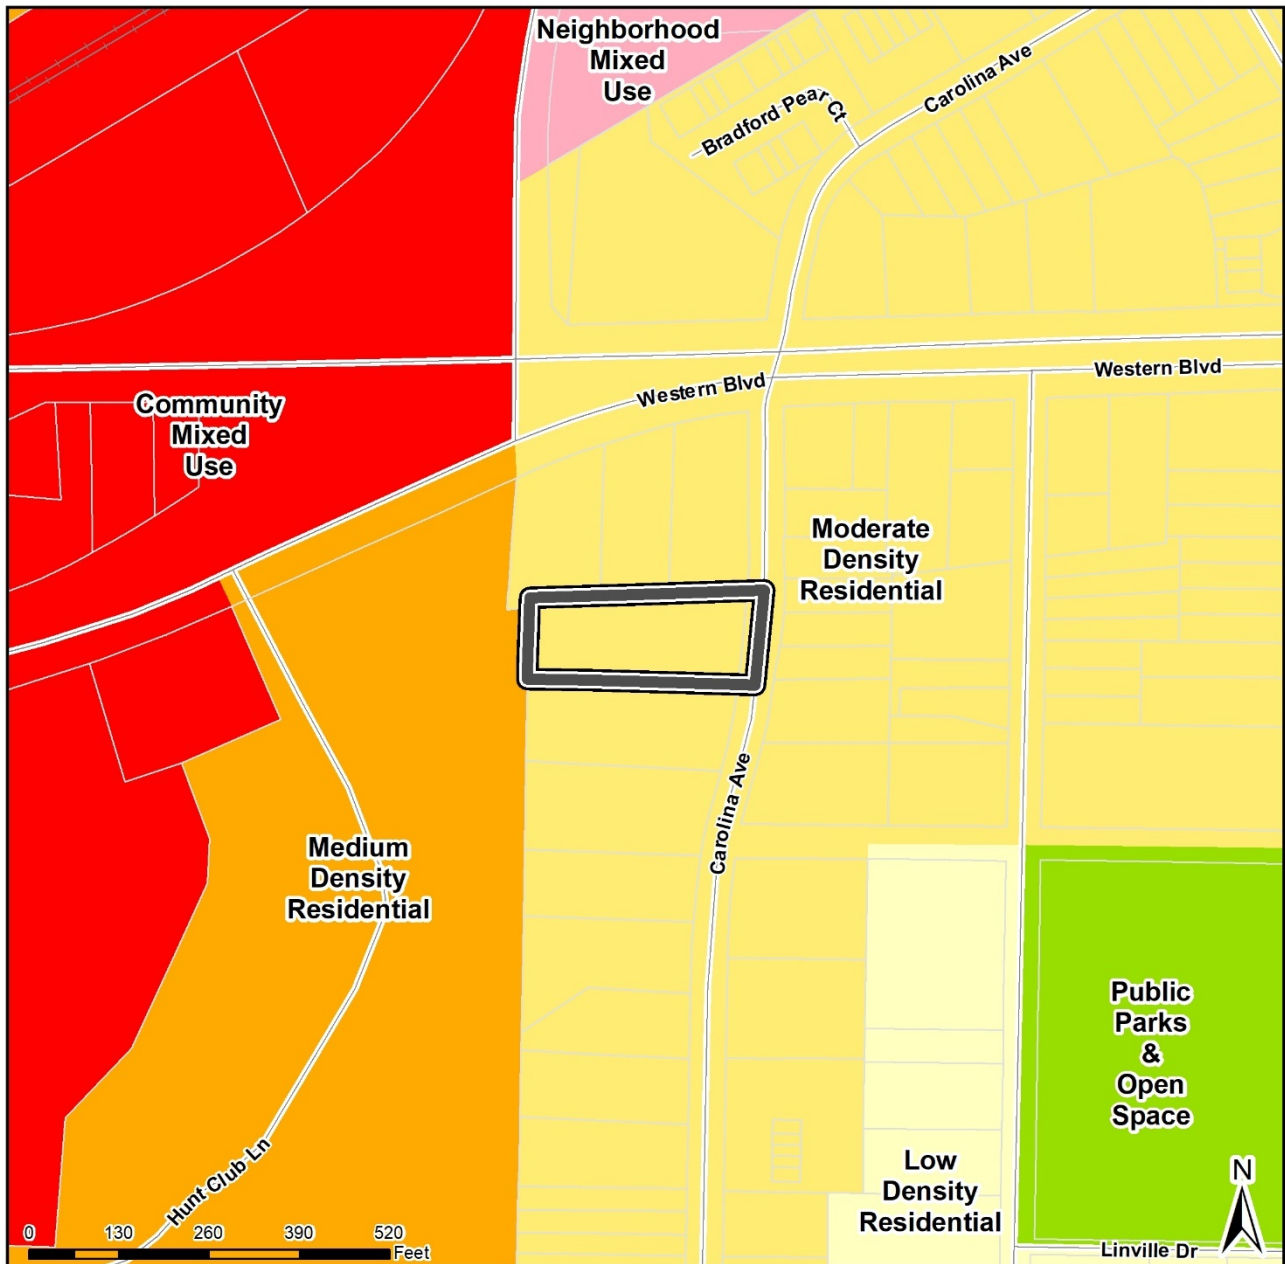 Neighborhood
Mixed
Use
Carolina Ave
Bradford Pear Ct
Western Blvd
Western Blvd
Community
Mixed
Use
Moderate
Density
Residential
Carolina Ave
Medium
Density
Residential
Public
Parks
&
Open
Space
Hunt Club Ln
Low
Density
Residential
N
0 130 260 390 520
Feet
Linville Dr